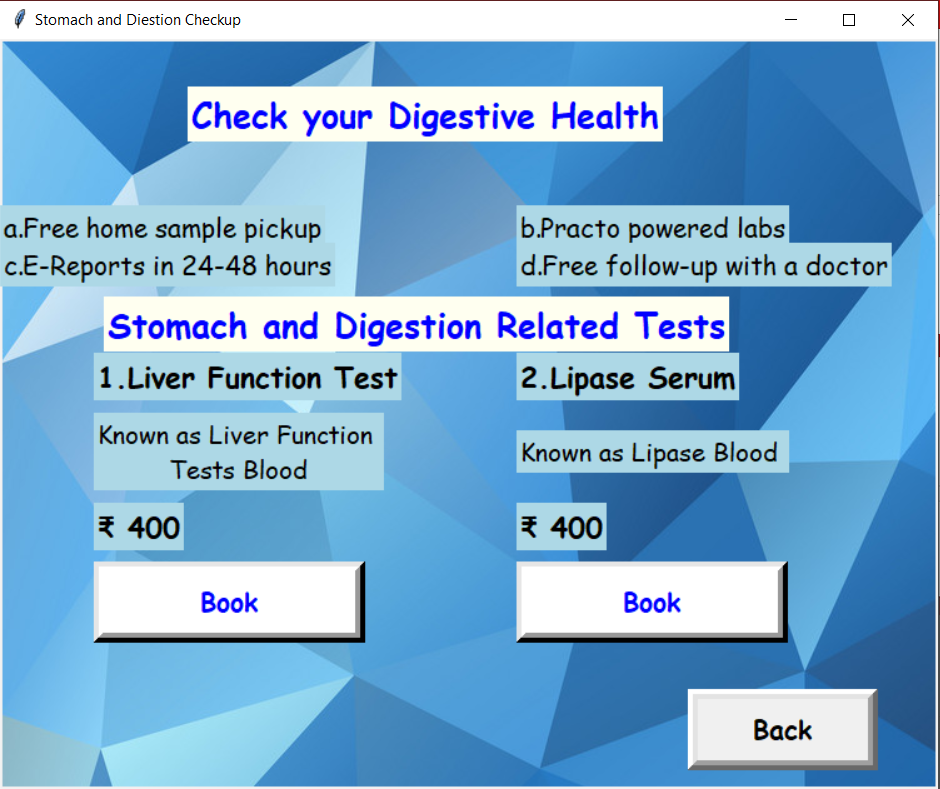 Stomach and Diestion Checkup
Check your Digestive Health
a.Free home sample pickup
b.Practo powered labs
c.E-Reports in 24-48 hours
d.Free follow-up with a doctor
Stomach and Digestion Related Tests
1.Liver Function Test
2.Lipase Serum
Known as Liver Function
Tests Blood
Known as Lipase Blood
₹ 400
₹ 400
Book
Book
Back